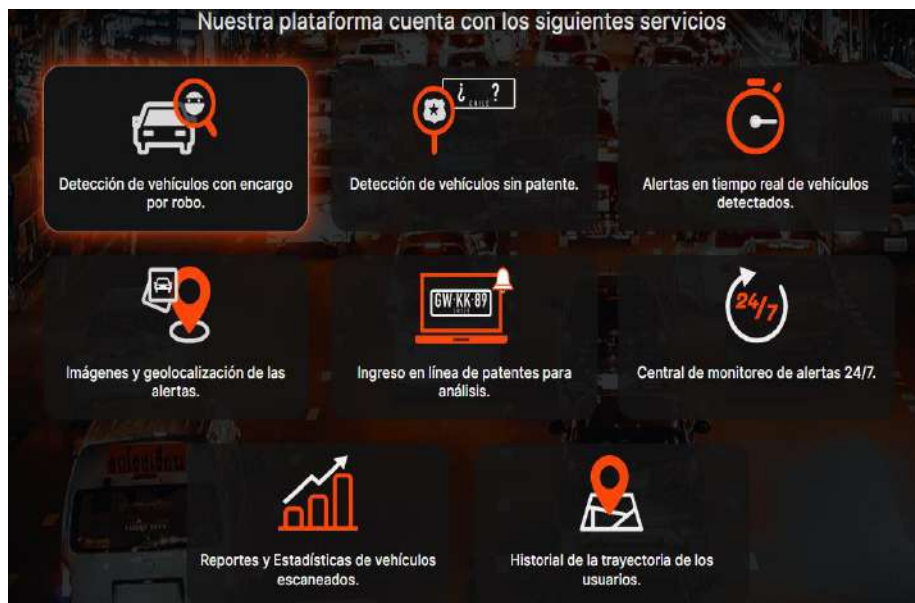 Nuestra plataforma cuenta con los siguientes servicios
¿ ?
CHILE
Detección de vehículos con encargo
por robo.
Detección de vehículos sin patente.
Alertas en tiempo real de vehículos
detectados.
GW·KK·89
CHILE
24/7
Imágenes y geolocalización de las
alertas.
Ingreso en línea de patentes para
análisis.
Central de monitoreo de alertas 24/7.
Reportes y Estadísticas de vehículos
escaneados.
Historial de la trayectoria de los
usuarios.